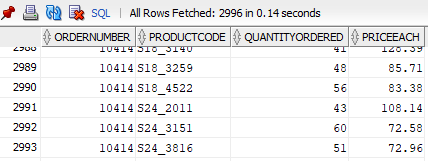 SQL | All Rows Fetched: 2996 in 0.14 seconds
ORDERNUMBER PRODUCTCODE QUANTITYORDERED PRICEEACH
2988 10414 S18_3140 41 128.39
2989 10414 S18_3259 48 85.71
2990 10414 S18_4522 56 83.38
2991 10414 S24_2011 43 108.14
2992 10414 S24_3151 60 72.58
2993 10414 S24_3816 51 72.96